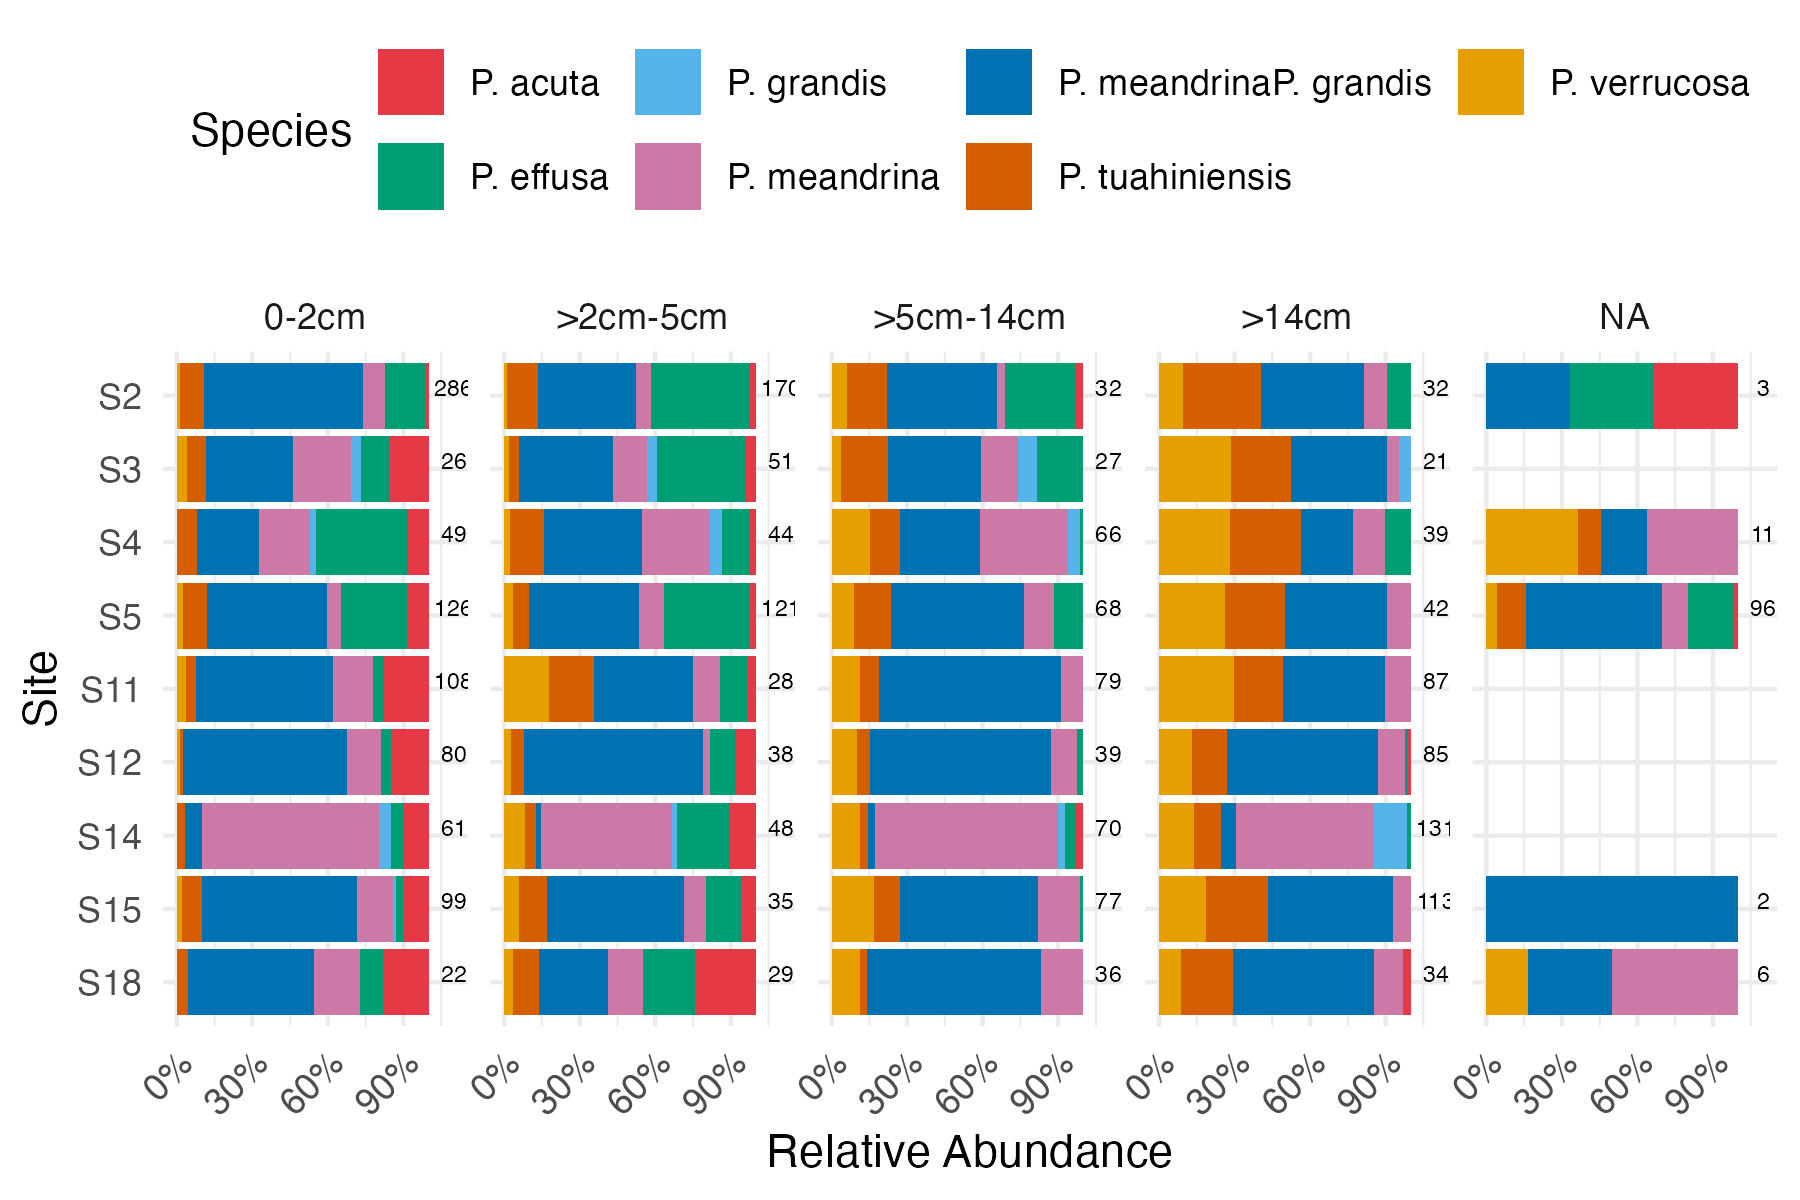 Species
P. acuta P. grandis P. meandrinaP. grandis P. verrucosa
P. effusa P. meandrina P. tuahiniensis
0-2cm >2cm-5cm >5cm-14cm >14cm NA
S2 286 170 32 32 3
S3 26 51 27 21
S4 49 44 66 39 11
S5 126 121 68 42 96
S11 108 28 79 87
S12 80 38 39 85
S14 61 48 70 131
S15 99 35 77 113 2
S18 22 29 36 34 6
Site
0% 30% 60% 90% 0% 30% 60% 90% 0% 30% 60% 90% 0% 30% 60% 90% 0% 30% 60% 90%
Relative Abundance